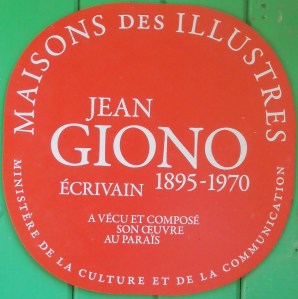 MAISONS DES ILLUSTRES
JEAN
GIONO
ÉCRIVAIN 1895-1970
A VÉCU ET COMPOSÉ
SON ŒUVRE
AU PARAÏS
MINISTÈRE DE LA CULTURE ET DE LA COMMUNICATION